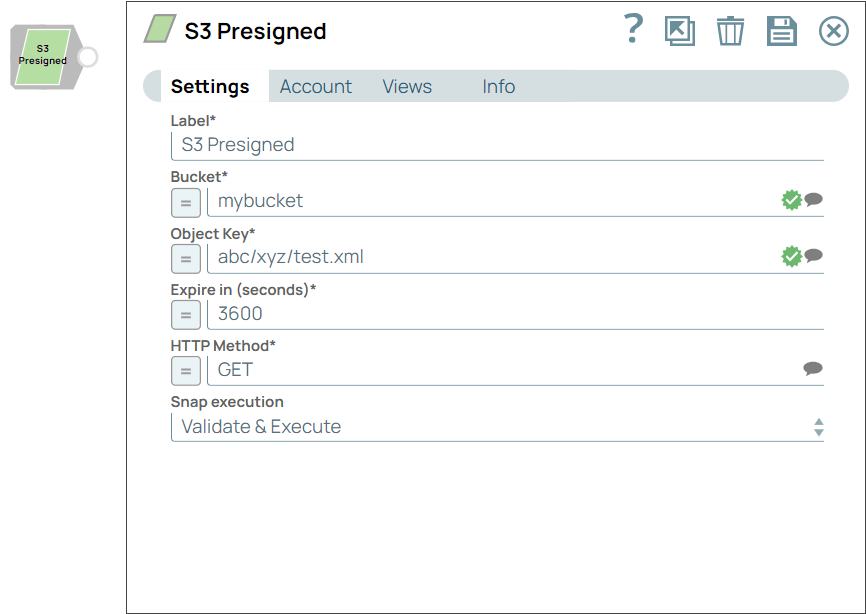 S3
Presigned
S3 Presigned
?
Settings Account Views Info
Label*
S3 Presigned
Bucket*
= mybucket
Object Key*
= abc/xyz/test.xml
Expire in (seconds)*
= 3600
HTTP Method*
= GET
Snap execution
Validate & Execute